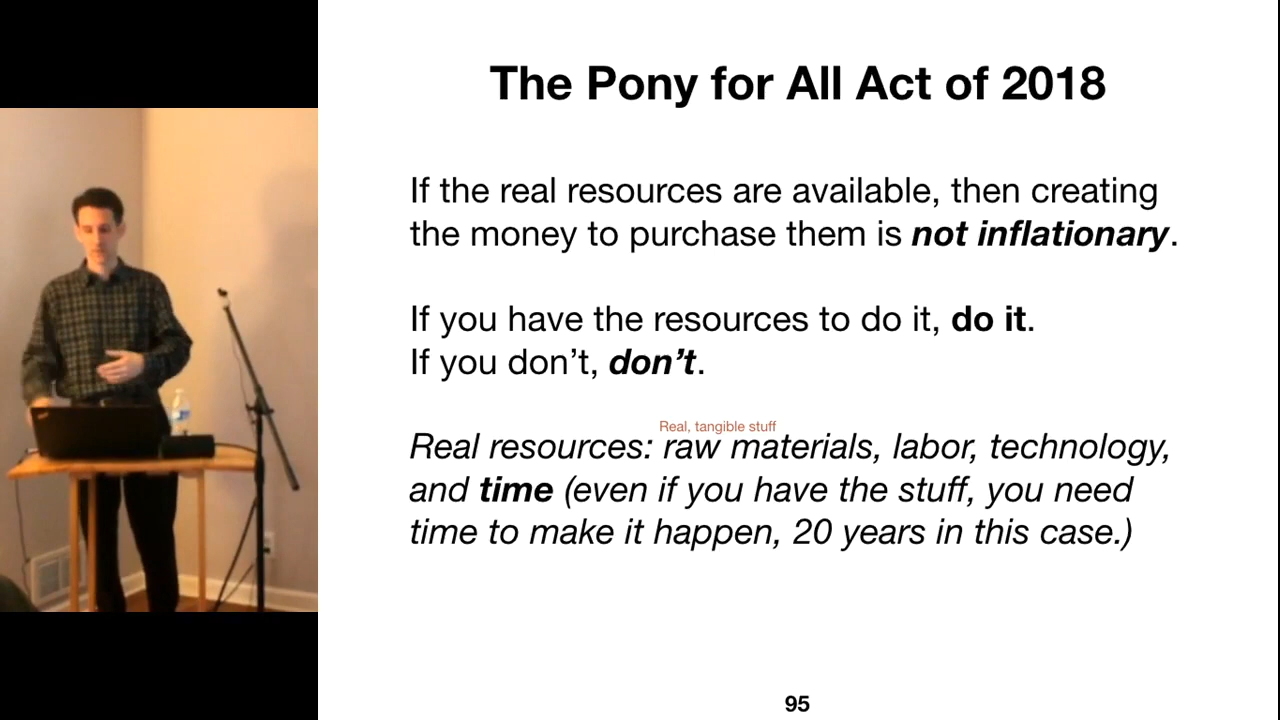 The Pony for All Act of 2018
If the real resources are available, then creating
the money to purchase them is not inflationary.
If you have the resources to do it, do it.
If you don’t, don’t.
Real, tangible stuff
Real resources: raw materials, labor, technology,
and time (even if you have the stuff, you need
time to make it happen, 20 years in this case.)
95